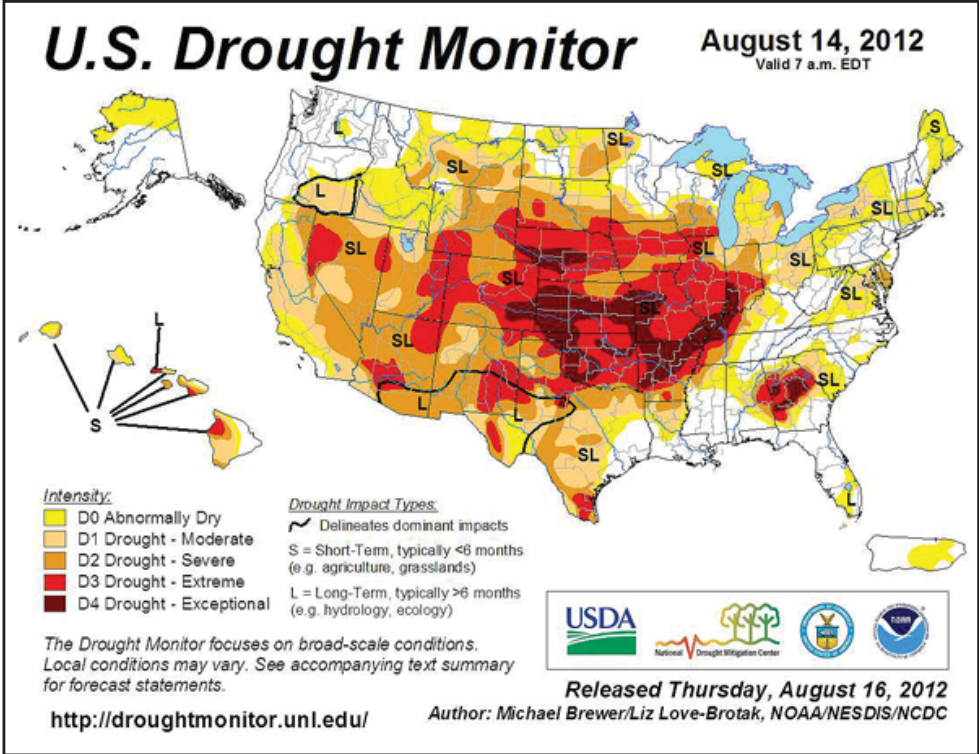 U.S. Drought Monitor
August 14, 2012
Valid 7 a.m. EDT
L
SL
SL
S
SL
L
SL
SL
SL
SL
SL
SL
SL
SL
SL
L
L
SL
L
L
S
Intensity:
D0 Abnormally Dry
D1 Drought - Moderate
D2 Drought - Severe
D3 Drought - Extreme
D4 Drought - Exceptional
Drought Impact Types:
Delineates dominant impacts
S = Short-Term, typically <6 months
(e.g. agriculture, grasslands)
L = Long-Term, typically >6 months
(e.g. hydrology, ecology)
USDA
National Drought Mitigation Center
NOAA
The Drought Monitor focuses on broad-scale conditions.
Local conditions may vary. See accompanying text summary
for forecast statements.
http://droughtmonitor.unl.edu/
Released Thursday, August 16, 2012
Author: Michael Brewer/Liz Love-Brotak, NOAA/NESDIS/NCDC